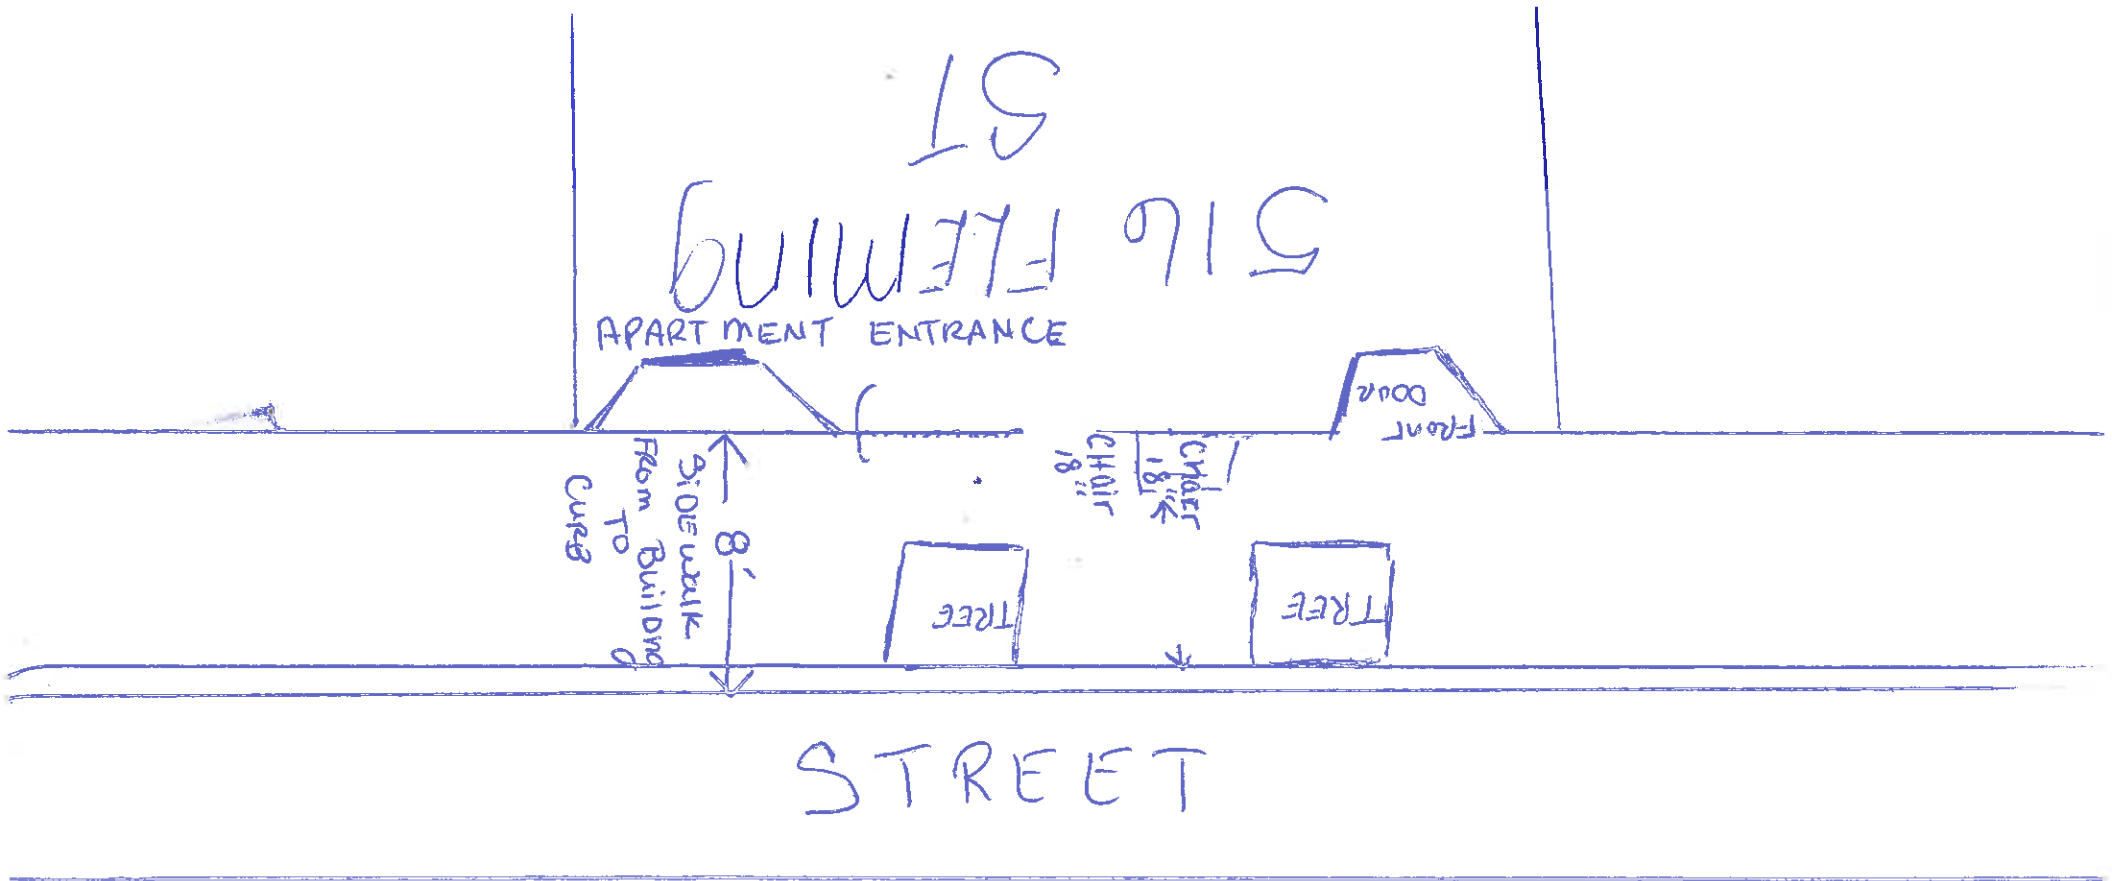 516 FLEMINg
ST
APARTMENT ENTRANCE
FRONT
DOOR
SiDEwalk
FRom BuilDing
TO
CURB
8'
CHair
18"
CHair
18"
TREE
TREE
STREET